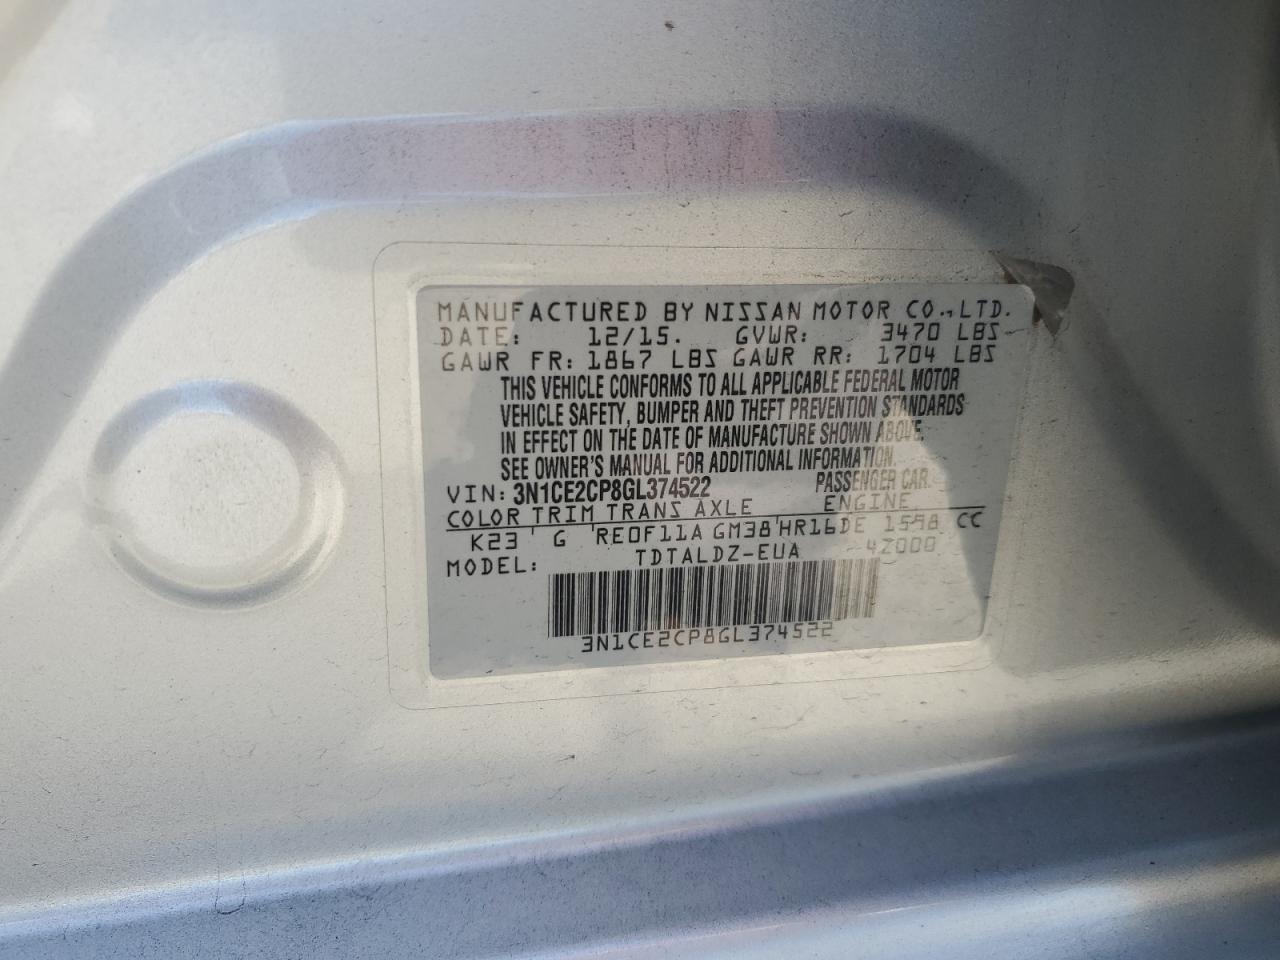 MANUFACTURED BY NISSAN MOTOR CO., LTD.
DATE: 12/15. GVWR: 3470 LBS
GAWR FR: 1867 LBS GAWR RR: 1704 LBS
THIS VEHICLE CONFORMS TO ALL APPLICABLE FEDERAL MOTOR
VEHICLE SAFETY, BUMPER AND THEFT PREVENTION STANDARDS
IN EFFECT ON THE DATE OF MANUFACTURE SHOWN ABOVE.
SEE OWNER'S MANUAL FOR ADDITIONAL INFORMATION.
VIN: 3N1CE2CP8GL374522 PASSENGER CAR.
COLOR TRIM TRANS AXLE ENGINE
K23 G RE0F11A GM38 HR16DE 1598 CC
MODEL: TDTALDZ-EUA 4Z000
3N1CE2CP8GL374522